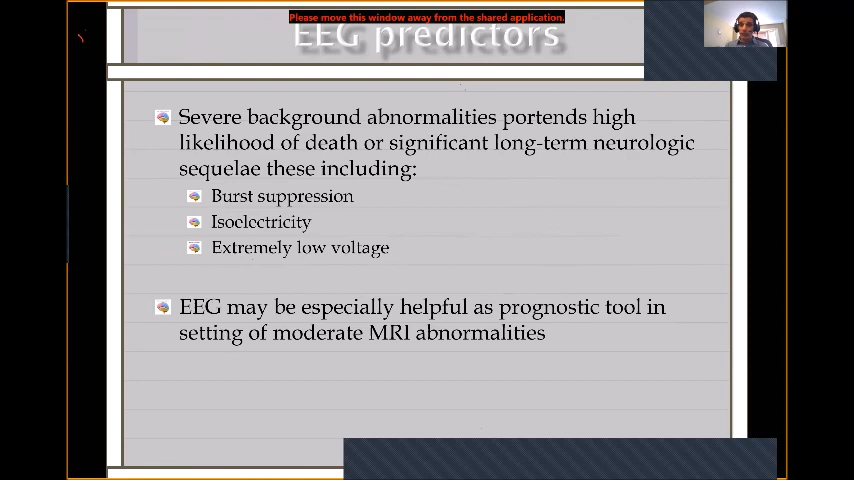 Please move this window away from the shared application.
EEG predictors
Severe background abnormalities portends high
likelihood of death or significant long-term neurologic
sequelae these including:
Burst suppression
Isoelectricity
Extremely low voltage
EEG may be especially helpful as prognostic tool in
setting of moderate MRI abnormalities